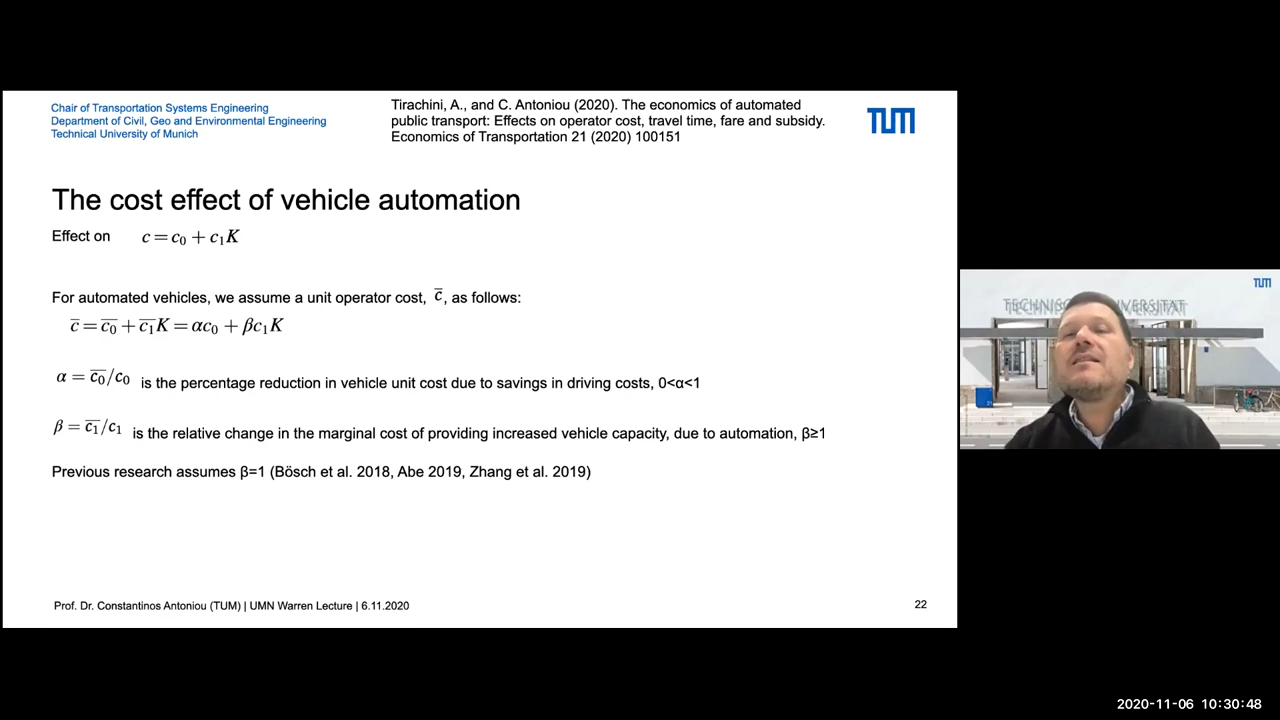 Chair of Transportation Systems Engineering
Department of Civil, Geo and Environmental Engineering
Technical University of Munich
Tirachini, A., and C. Antoniou (2020). The economics of automated
public transport: Effects on operator cost, travel time, fare and subsidy.
Economics of Transportation 21 (2020) 100151
TUM
The cost effect of vehicle automation
Effect on c = c₀ + c₁K
For automated vehicles, we assume a unit operator cost, c̅, as follows:
c̅ = c̅₀ + c̅₁K = αc₀ + βc₁K
α = c̅₀/c₀ is the percentage reduction in vehicle unit cost due to savings in driving costs, 0<α<1
β = c̅₁/c₁ is the relative change in the marginal cost of providing increased vehicle capacity, due to automation, β≥1
Previous research assumes β=1 (Bösch et al. 2018, Abe 2019, Zhang et al. 2019)
Prof. Dr. Constantinos Antoniou (TUM) | UMN Warren Lecture | 6.11.2020
22
TUM
2020-11-06 10:30:48